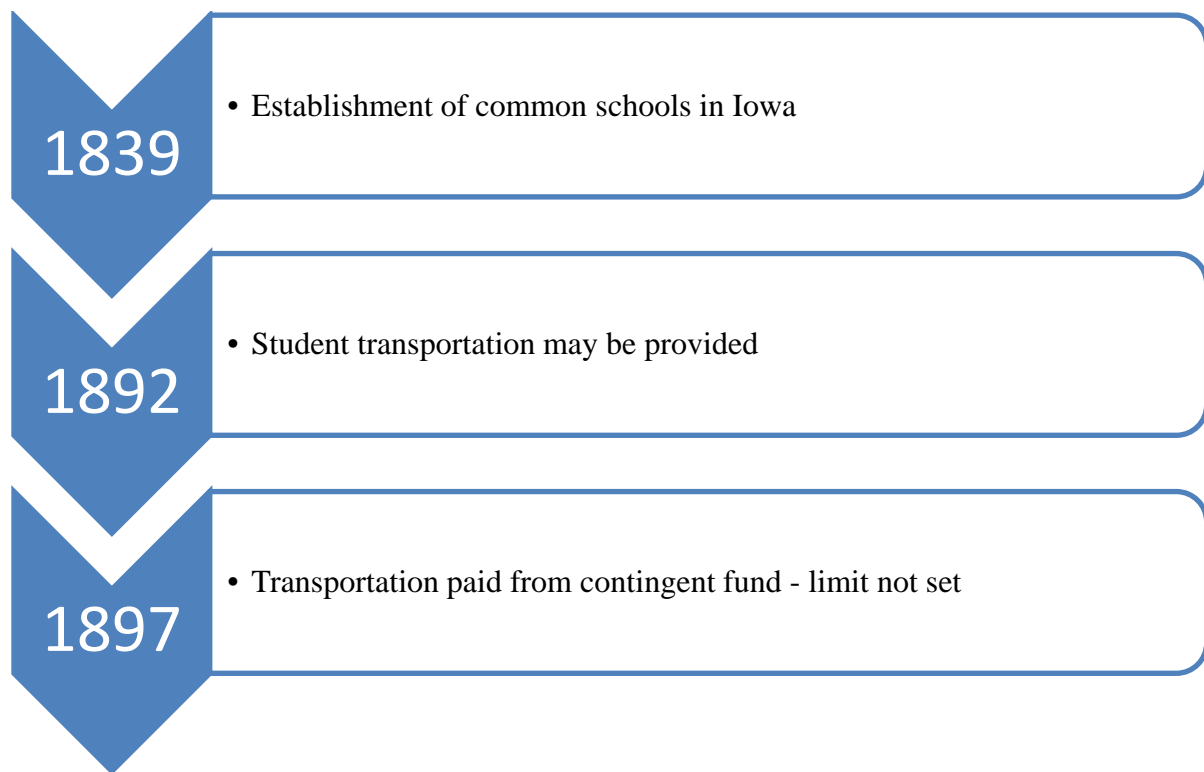 1839
• Establishment of common schools in Iowa
1892
• Student transportation may be provided
1897
• Transportation paid from contingent fund - limit not set